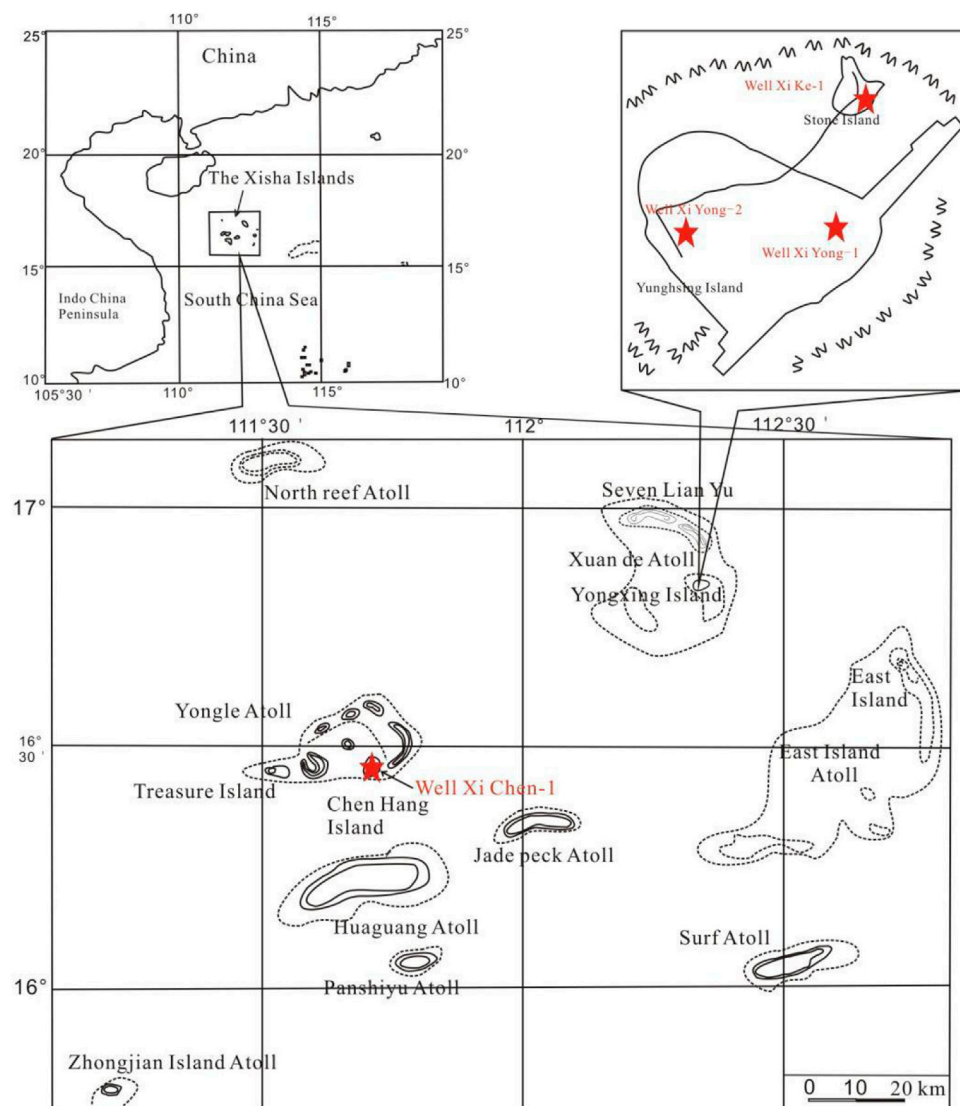 110°
115°
25°
25°
China
20°
20°
The Xisha Islands
15°
15°
Indo China
Peninsula
South China Sea
10°
10°
105°30 ′
110°
115°
Well Xi Ke-1
Stone Island
Well Xi Yong-2
Well Xi Yong-1
Yunghsing Island
111°30 ′
112°
112°30 ′
North reef Atoll
17°
Seven Lian Yu
Xuan de Atoll
Yongxing Island
East
Island
Yongle Atoll
16°
30 ′
East Island
Atoll
Treasure Island
Well Xi Chen-1
Chen Hang
Island
Jade peck Atoll
Huaguang Atoll
Surf Atoll
Panshiyu Atoll
16°
Zhongjian Island Atoll
0 10 20 km